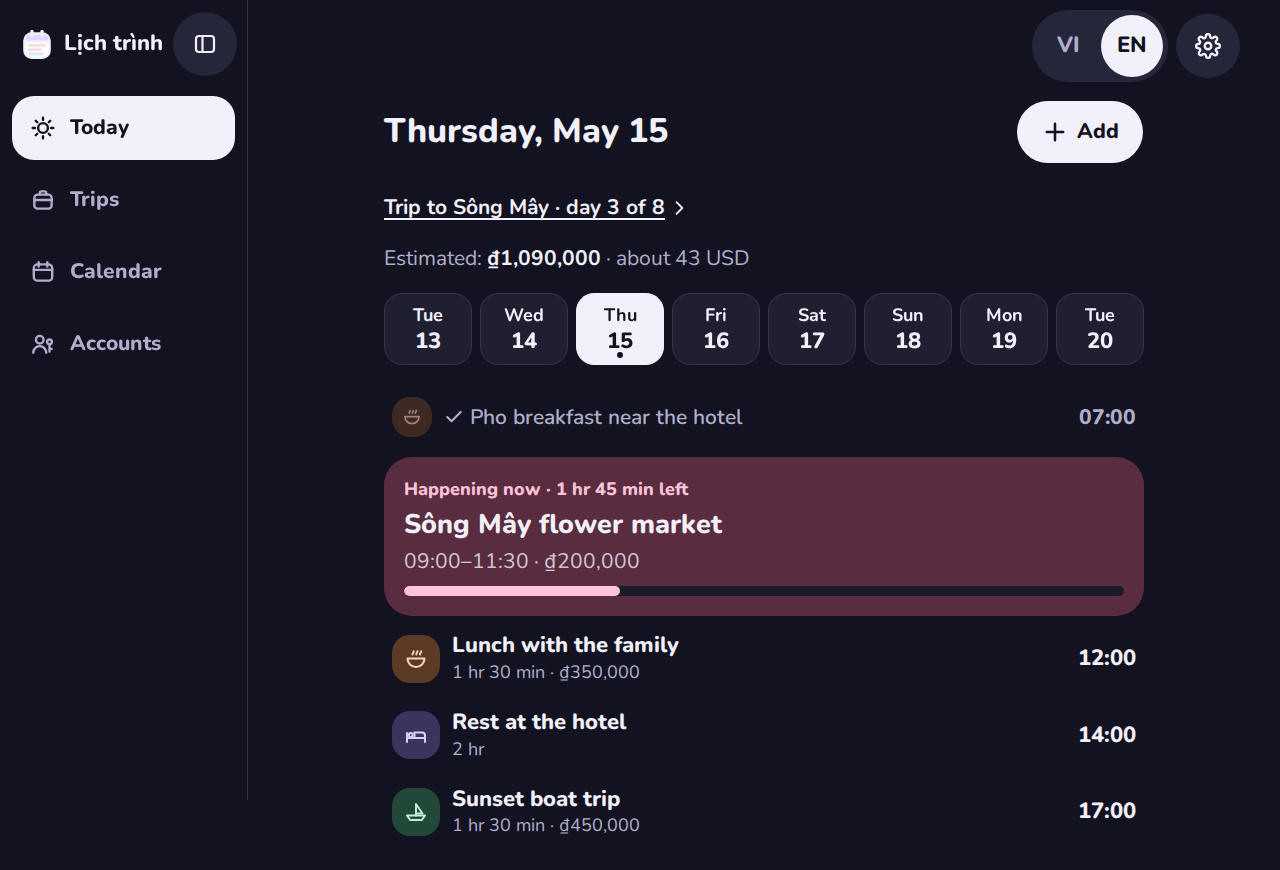 Lịch trình
VI
EN
Today
Trips
Calendar
Accounts
Thursday, May 15
Add
Trip to Sông Mây · day 3 of 8
Estimated: ₫1,090,000 · about 43 USD
Tue Wed Thu Fri Sat Sun Mon Tue
13 14 15 16 17 18 19 20
Pho breakfast near the hotel 07:00
Happening now · 1 hr 45 min left
Sông Mây flower market
09:00–11:30 · ₫200,000
Lunch with the family 12:00
1 hr 30 min · ₫350,000
Rest at the hotel 14:00
2 hr
Sunset boat trip 17:00
1 hr 30 min · ₫450,000